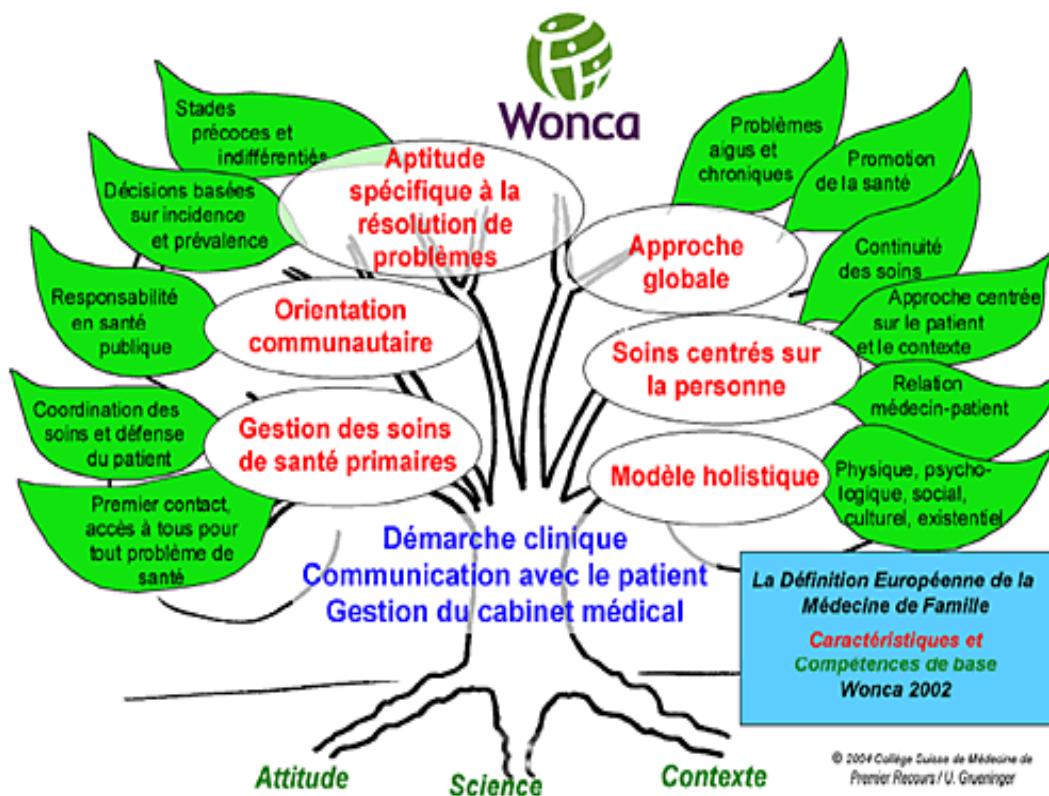 Wonca
Stades
précoces et
indifférentiés
Décisions basées
sur incidence
et prévalence
Responsabilité
en santé
publique
Coordination des
soins et défense
du patient
Premier contact,
accès à tous pour
tout problème de
santé
Aptitude
spécifique à la
résolution de
problèmes
Orientation
communautaire
Gestion des soins
de santé primaires
Approche
globale
Soins centrés sur
la personne
Modèle holistique
Problèmes
aigus et
chroniques
Promotion
de la santé
Continuité
des soins
Approche centrée
sur le patient
et le contexte
Relation
médecin-patient
Physique, psycho-
logique, social,
culturel, existentiel
Démarche clinique
Communication avec le patient
Gestion du cabinet médical
La Définition Européenne de la
Médecine de Famille
Caractéristiques et
Compétences de base
Wonca 2002
Attitude
Science
Contexte
© 2004 Collège Suisse de Médecine de
Premier Recours / U. Grueninger